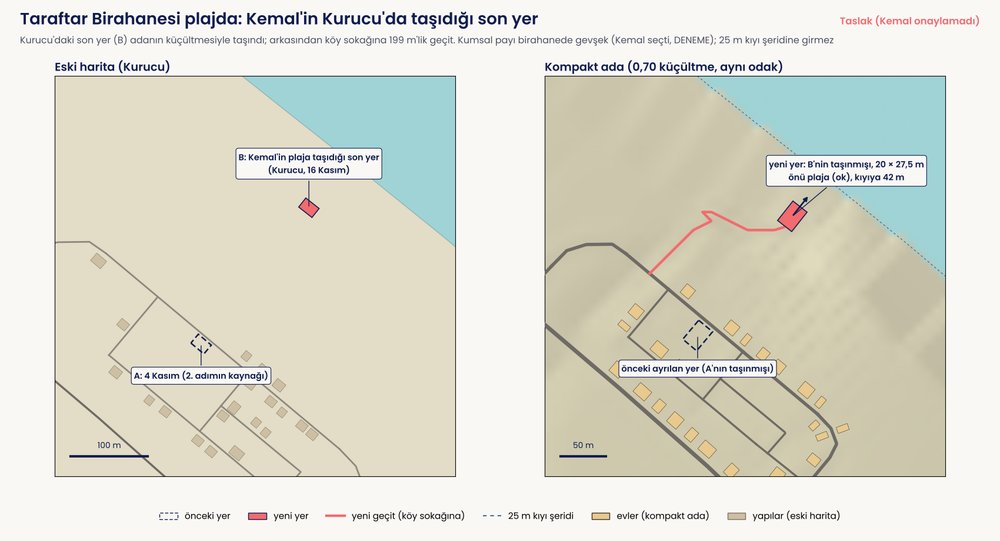 Taraftar Birahanesi plajda: Kemal'in Kurucu'da taşıdığı son yer
Taslak (Kemal onaylamadı)
Kurucu'daki son yer (B) adanın küçültmesiyle taşındı; arkasından köy sokağına 199 m'lik geçit. Kumsal payı birahanede gevşek (Kemal seçti, DENEME); 25 m kıyı şeridine girmez
Eski harita (Kurucu)
B: Kemal'in plaja taşıdığı son yer
(Kurucu, 16 Kasım)
A: 4 Kasım (2. adımın kaynağı)
100 m
Kompakt ada (0,70 küçültme, aynı odak)
yeni yer: B'nin taşınmışı, 20 × 27,5 m
önü plaja (ok), kıyıya 42 m
önceki ayrılan yer (A'nın taşınmışı)
50 m
önceki yer
yeni yer
yeni geçit (köy sokağına)
25 m kıyı şeridi
evler (kompakt ada)
yapılar (eski harita)